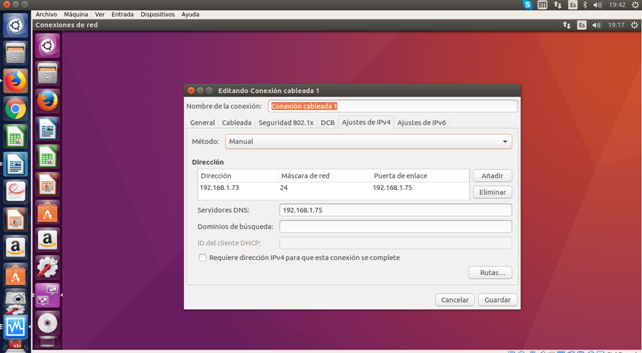 19:42
Archivo Máquina Ver Entrada Dispositivos Ayuda
Conexiones de red Es 19:17
Editando Conexión cableada 1
Nombre de la conexión: Conexión cableada 1
General Cableada Seguridad 802.1x DCB Ajustes de IPv4 Ajustes de IPv6
Método: Manual
Dirección
Dirección Máscara de red Puerta de enlace Añadir
192.168.1.73 24 192.168.1.75 Eliminar
Servidores DNS: 192.168.1.75
Dominios de búsqueda:
ID del cliente DHCP:
Requiere dirección IPv4 para que esta conexión se complete
Rutas...
Cancelar Guardar